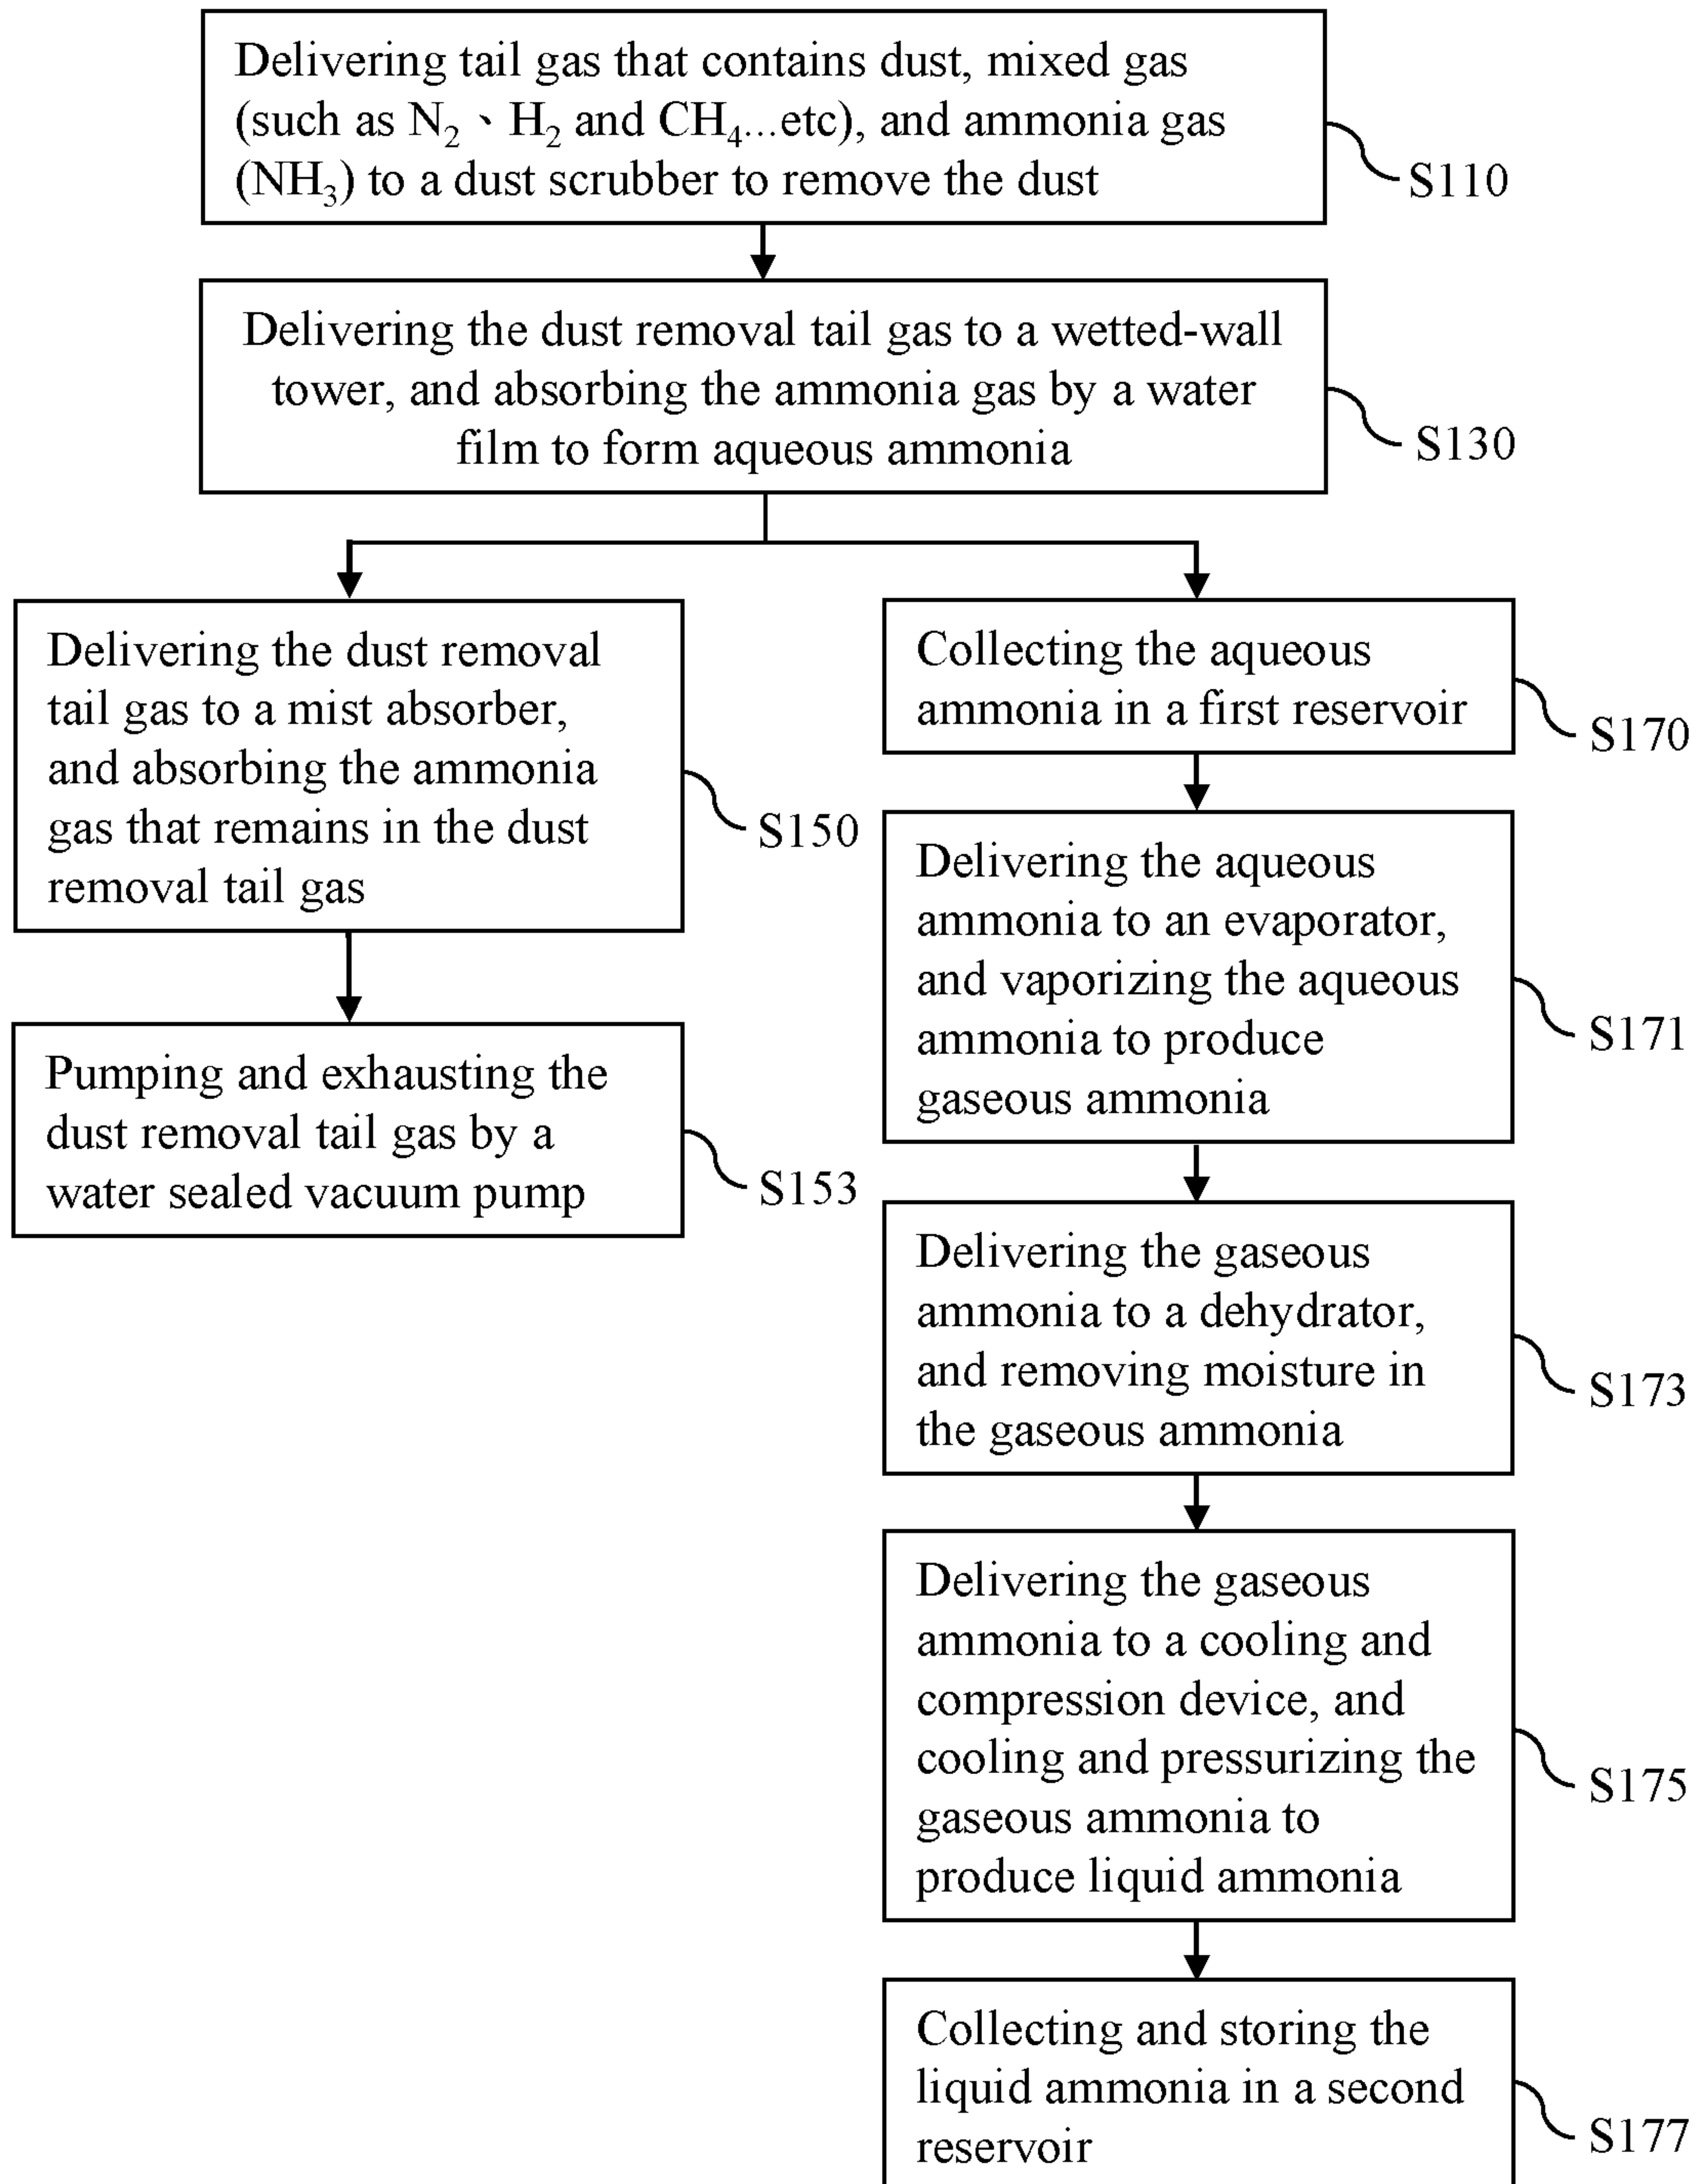 Delivering tail gas that contains dust, mixed gas
(such as N₂、H₂ and CH₄...etc), and ammonia gas
(NH₃) to a dust scrubber to remove the dust
S110
Delivering the dust removal tail gas to a wetted-wall
tower, and absorbing the ammonia gas by a water
film to form aqueous ammonia
S130
Delivering the dust removal
tail gas to a mist absorber,
and absorbing the ammonia
gas that remains in the dust
removal tail gas
S150
Pumping and exhausting the
dust removal tail gas by a
water sealed vacuum pump
S153
Collecting the aqueous
ammonia in a first reservoir
S170
Delivering the aqueous
ammonia to an evaporator,
and vaporizing the aqueous
ammonia to produce
gaseous ammonia
S171
Delivering the gaseous
ammonia to a dehydrator,
and removing moisture in
the gaseous ammonia
S173
Delivering the gaseous
ammonia to a cooling and
compression device, and
cooling and pressurizing the
gaseous ammonia to
produce liquid ammonia
S175
Collecting and storing the
liquid ammonia in a second
reservoir
S177